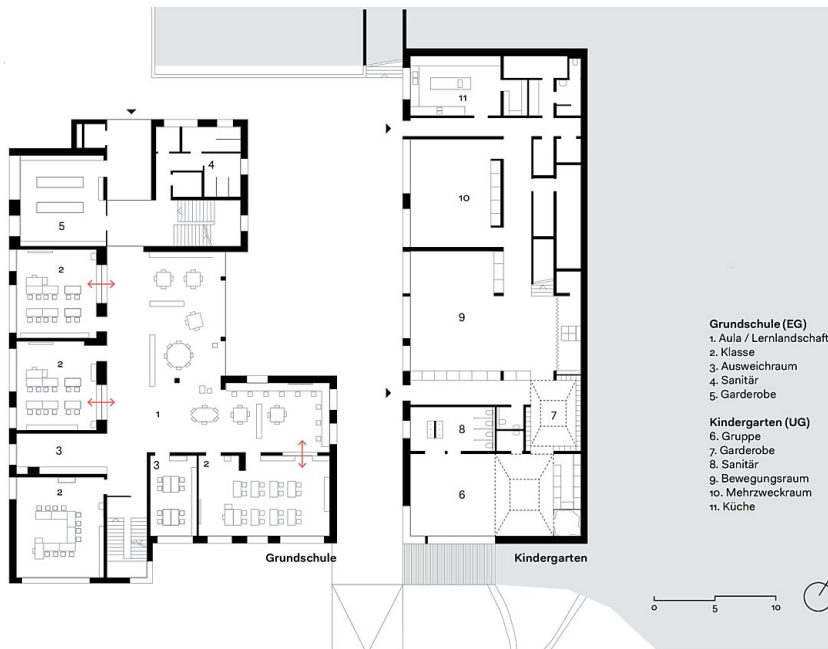 11
4
10
5
2
9
2
7
1
8
3
3
2
6
2
Grundschule
Kindergarten
Grundschule (EG)
1. Aula / Lernlandschaft
2. Klasse
3. Ausweichraum
4. Sanitär
5. Garderobe
Kindergarten (UG)
6. Gruppe
7. Garderobe
8. Sanitär
9. Bewegungsraum
10. Mehrzweckraum
11. Küche
0 5 10